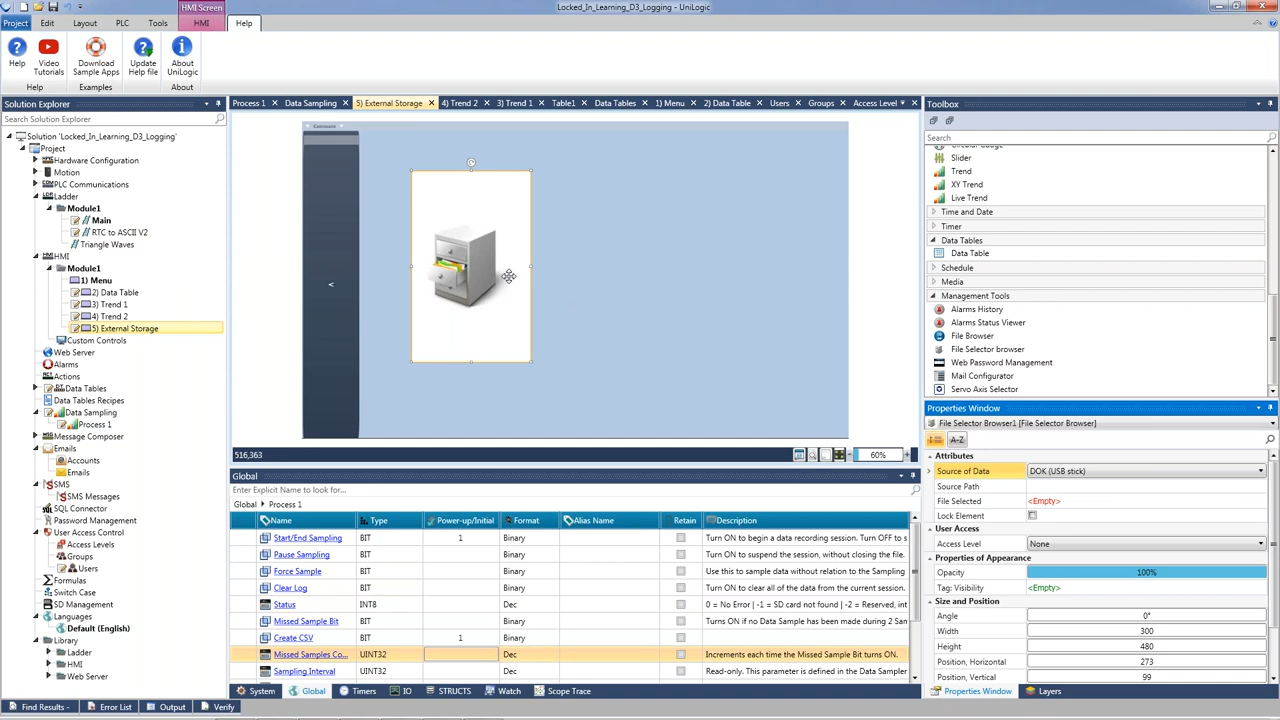 HMI Screen
Locked_In_Learning_D3_Logging - UniLogic
Project Edit Layout PLC Tools HMI Help
Help
Video Tutorials
Download Sample Apps
Update Help file
About UniLogic
Help Examples About
Solution Explorer
Search Solution Explorer
Solution 'Locked_In_Learning_D3_Logging'
Project
Hardware Configuration
Motion
PLC Communications
Ladder
Module1
Main
RTC to ASCII V2
Triangle Waves
HMI
Module1
1) Menu
2) Data Table
3) Trend 1
4) Trend 2
5) External Storage
Custom Controls
Web Server
Alarms
Actions
Data Tables
Data Tables Recipes
Data Sampling
Process 1
Message Composer
Emails
Accounts
Emails
SMS
SMS Messages
SQL Connector
Password Management
User Access Control
Access Levels
Groups
Users
Formulas
Switch Case
SD Management
Languages
Default (English)
Library
Ladder
HMI
Web Server
Process 1 Data Sampling 5) External Storage 4) Trend 2 3) Trend 1 Table1 Data Tables 1) Menu 2) Data Table Users Groups Access Level
Comment
<
516,363
60%
Global
Enter Explicit Name to look for...
Global Process 1
Name Type Power-up/Initial Format Alias Name Retain Description
Start/End Sampling BIT 1 Binary Turn ON to begin a data recording session. Turn OFF to s
Pause Sampling BIT Binary Turn ON to suspend the session, without closing the file.
Force Sample BIT Binary Use this to sample data without relation to the Sampling
Clear Log BIT Binary Turn ON to clear all of the data from the current session.
Status INT8 Dec 0 = No Error | -1 = SD card not found | -2 = Reserved, int
Missed Sample Bit BIT Binary Turns ON if no Data Sample has been made during 2 Sam
Create CSV BIT 1 Binary
Missed Samples Co... UINT32 Dec Increments each time the Missed Sample Bit turns ON.
Sampling Interval UINT32 Dec Read-only. This parameter is defined in the Data Sampler
System Global Timers IO STRUCTS Watch Scope Trace
Toolbox
Search
Circular Gauge
Slider
Trend
XY Trend
Live Trend
Time and Date
Timer
Data Tables
Data Table
Schedule
Media
Management Tools
Alarms History
Alarms Status Viewer
File Browser
File Selector browser
Web Password Management
Mail Configurator
Servo Axis Selector
Properties Window
File Selector Browser1 [File Selector Browser]
A-Z
Attributes
Source of Data DOK (USB stick)
Source Path
File Selected <Empty>
Lock Element
User Access
Access Level None
Properties of Appearance
Opacity 100%
Tag: Visibility <Empty>
Size and Position
Angle 0°
Width 300
Height 480
Position, Horizontal 273
Position, Vertical 99
Properties Window Layers
Find Results - Error List Output Verify